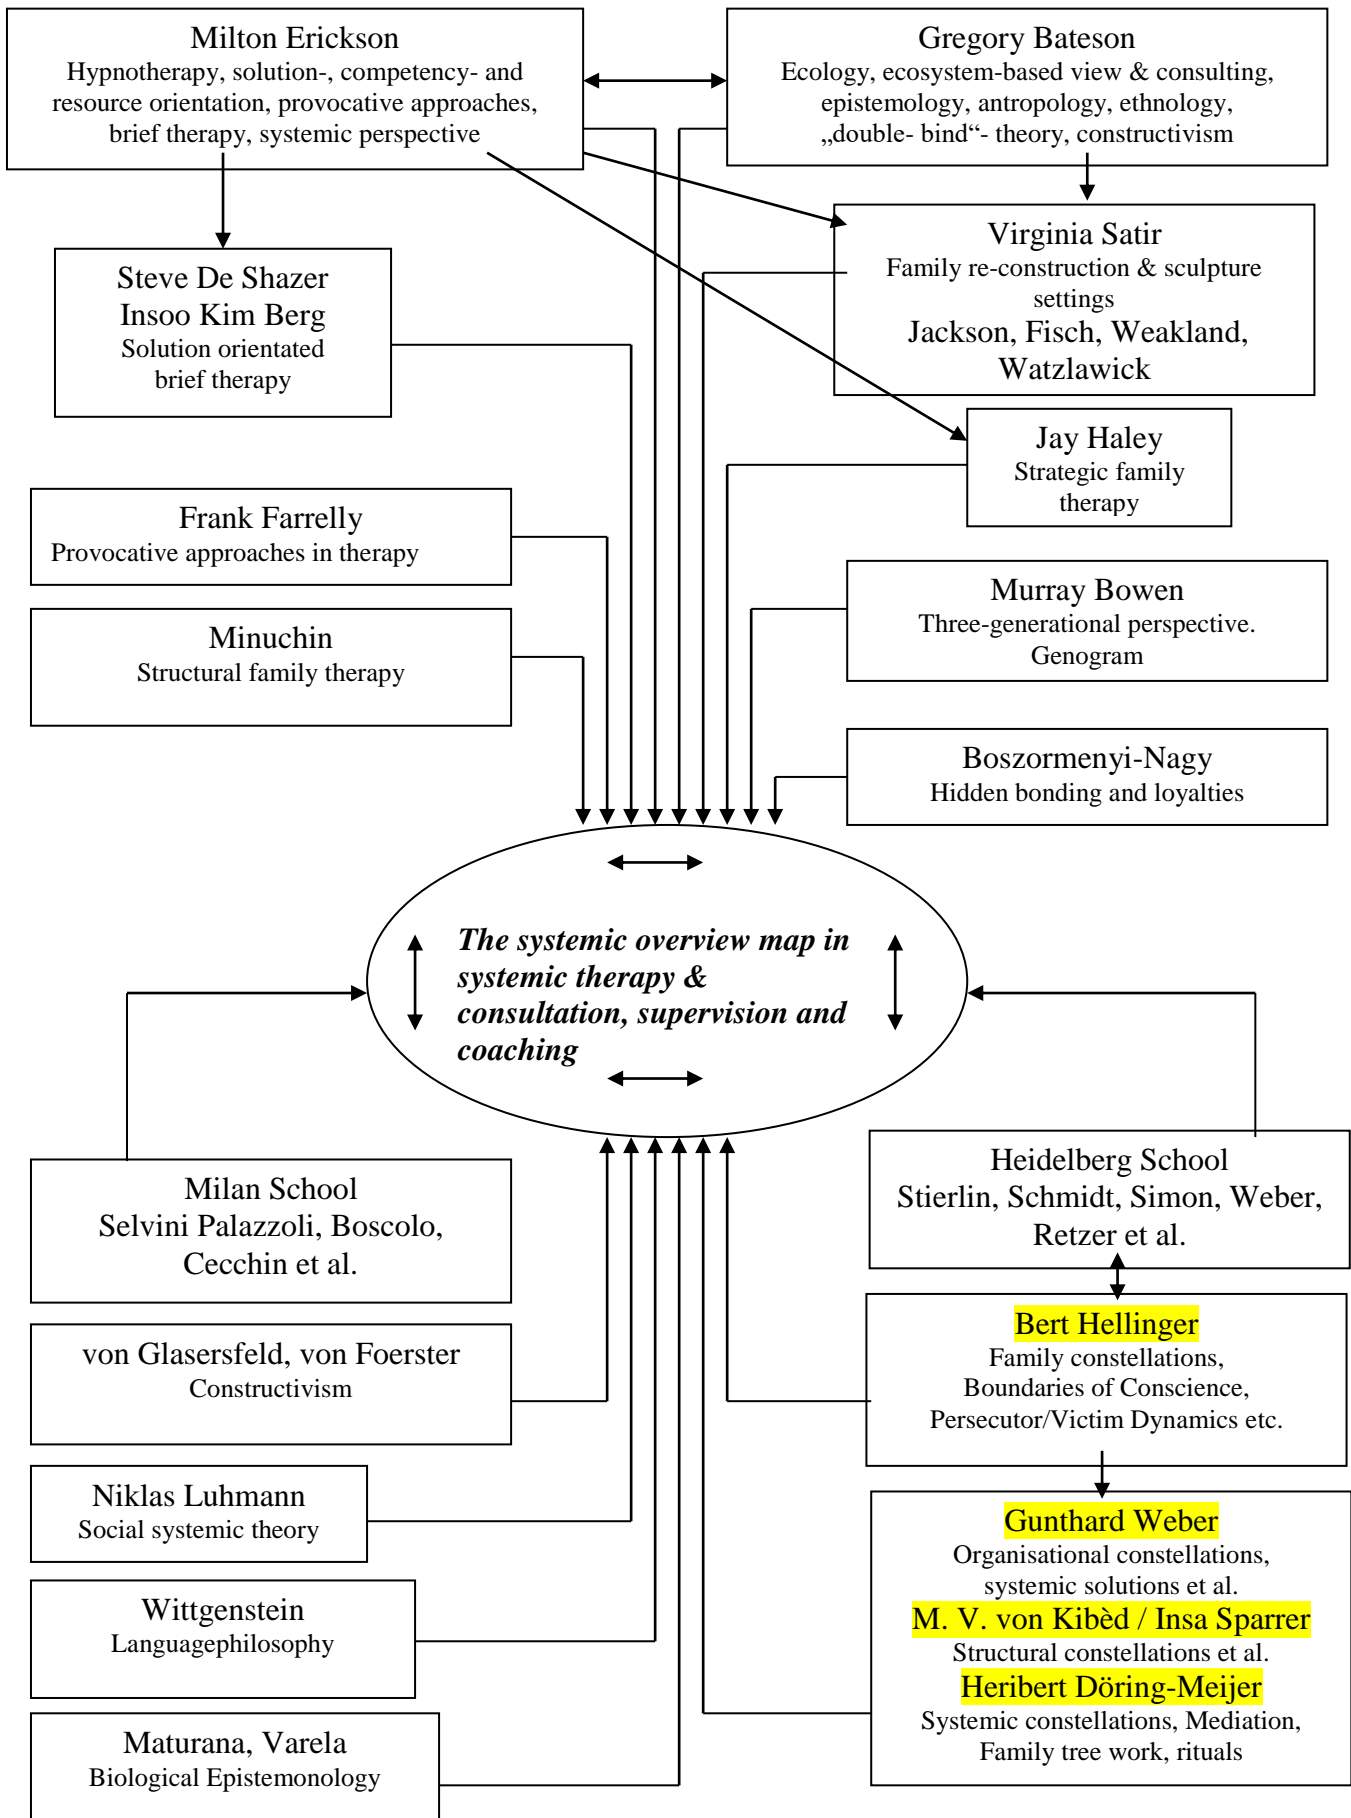 Milton Erickson
Hypnotherapy, solution-, competency- and
resource orientation, provocative approaches,
brief therapy, systemic perspective
Gregory Bateson
Ecology, ecosystem-based view & consulting,
epistemology, antropology, ethnology,
„double- bind“- theory, constructivism
Virginia Satir
Family re-construction & sculpture
settings
Jackson, Fisch, Weakland,
Watzlawick
Steve De Shazer
Insoo Kim Berg
Solution orientated
brief therapy
Jay Haley
Strategic family
therapy
Frank Farrelly
Provocative approaches in therapy
Murray Bowen
Three-generational perspective.
Genogram
Minuchin
Structural family therapy
Boszormenyi-Nagy
Hidden bonding and loyalties
The systemic overview map in
systemic therapy &
consultation, supervision and
coaching
Milan School
Selvini Palazzoli, Boscolo,
Cecchin et al.
Heidelberg School
Stierlin, Schmidt, Simon, Weber,
Retzer et al.
von Glasersfeld, von Foerster
Constructivism
Bert Hellinger
Family constellations,
Boundaries of Conscience,
Persecutor/Victim Dynamics etc.
Niklas Luhmann
Social systemic theory
Gunthard Weber
Organisational constellations,
systemic solutions et al.
M. V. von Kibèd / Insa Sparrer
Structural constellations et al.
Heribert Döring-Meijer
Systemic constellations, Mediation,
Family tree work, rituals
Wittgenstein
Languagephilosophy
Maturana, Varela
Biological Epistemonology